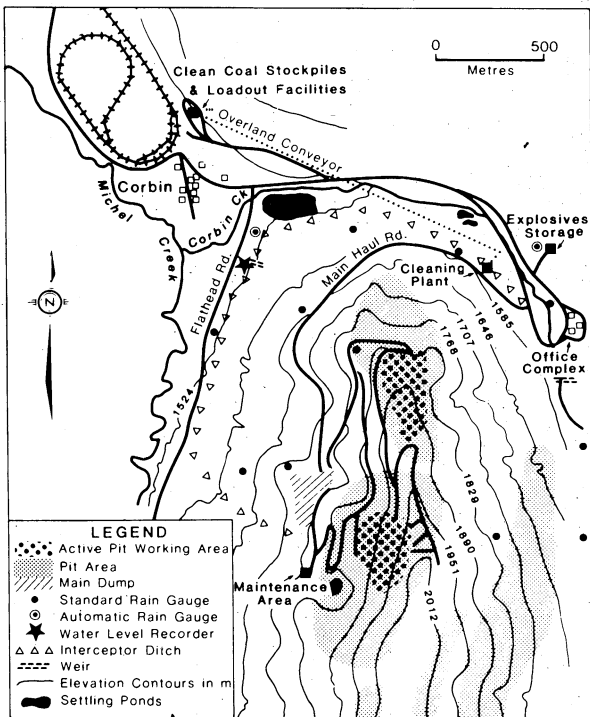 0 500
Metres
Clean Coal Stockpiles
& Loadout Facilities
Overland Conveyor
Corbin
Michel
Creek
Corbin Ck.
Flathead Rd.
weir
Main Haul Rd.
Explosives
Storage
Cleaning
Plant
Office
Complex
N
1585
1646
1707
1768
1524
1829
1890
1951
2012
Maintenance
Area
LEGEND
Active Pit Working Area
Pit Area
Main Dump
Standard Rain Gauge
Automatic Rain Gauge
Water Level Recorder
Interceptor Ditch
Weir
Elevation Contours in m
Settling Ponds